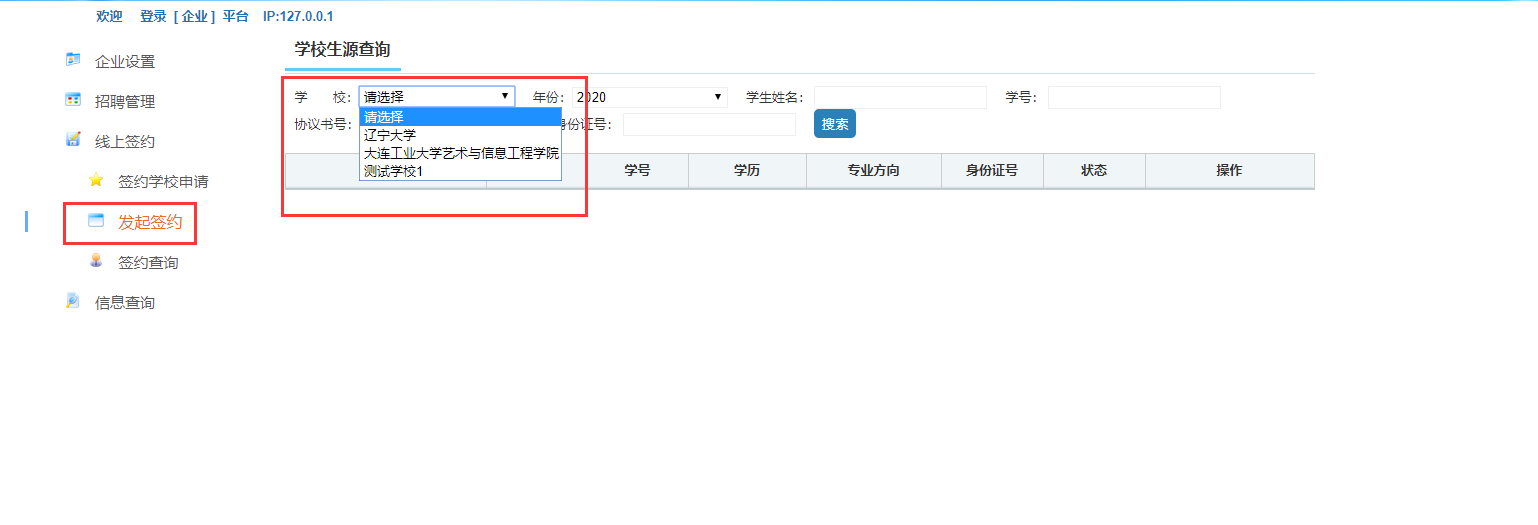 欢迎 登录 [ 企业 ] 平台 IP:127.0.0.1
企业设置
招聘管理
线上签约
签约学校申请
发起签约
签约查询
信息查询
学校生源查询
学 校: 请选择 年份: 2020 学生姓名: 学号:
请选择
辽宁大学
大连工业大学艺术与信息工程学院
测试学校1
协议书号: 份证号: 搜索
学号 学历 专业方向 身份证号 状态 操作